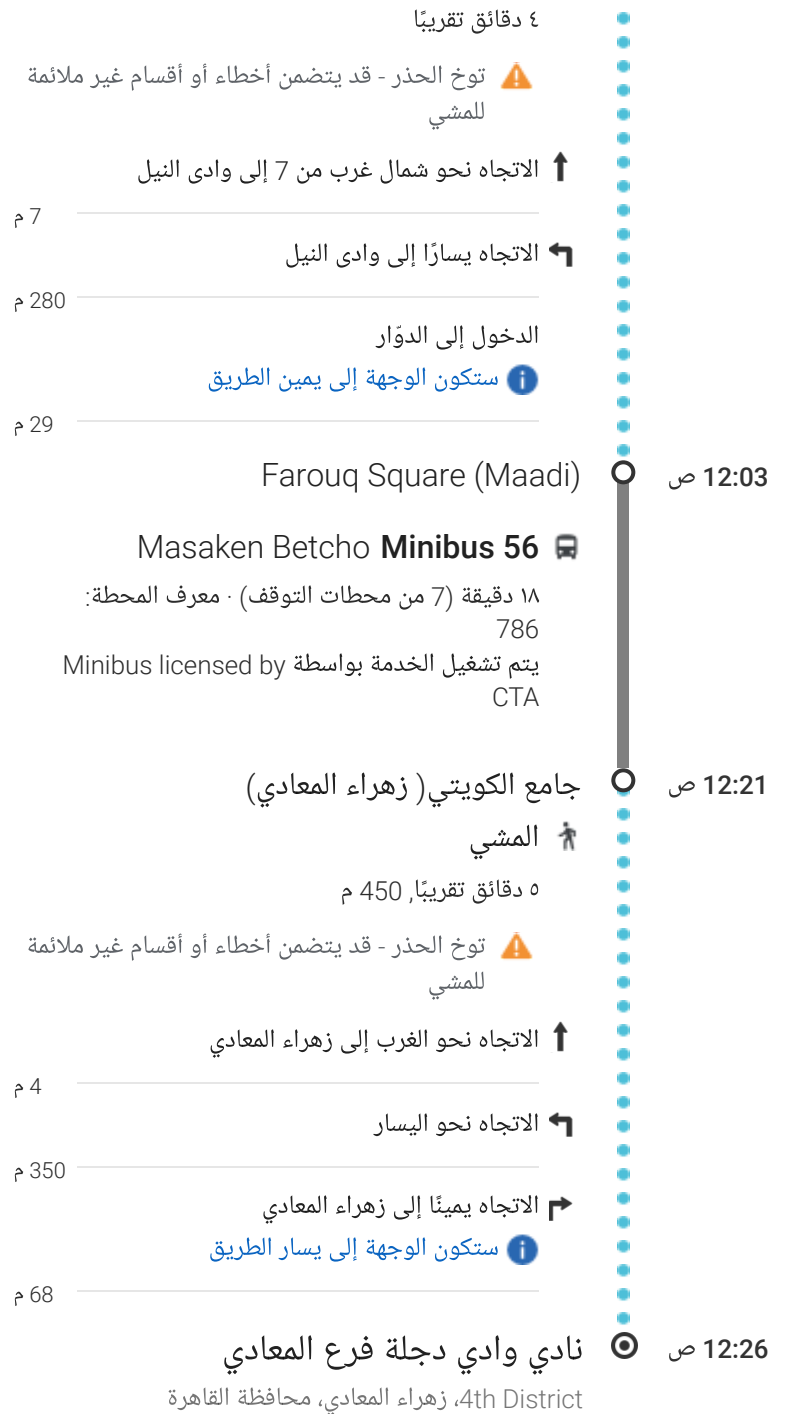 ٤ دقائق تقريبًا
توخ الحذر - قد يتضمن أخطاء أو أقسام غير ملائمة
للمشي
الاتجاه نحو شمال غرب من 7 إلى وادى النيل
7 م
الاتجاه يسارًا إلى وادى النيل
280 م
الدخول إلى الدوّار
ستكون الوجهة إلى يمين الطريق
29 م
12:03 ص
Farouq Square (Maadi)
Masaken Betcho Minibus 56
١٨ دقيقة (7 من محطات التوقف) · معرف المحطة:
786
يتم تشغيل الخدمة بواسطة Minibus licensed by
CTA
12:21 ص
جامع الكويتي( زهراء المعادي)
المشي
٥ دقائق تقريبًا, 450 م
توخ الحذر - قد يتضمن أخطاء أو أقسام غير ملائمة
للمشي
الاتجاه نحو الغرب إلى زهراء المعادي
4 م
الاتجاه نحو اليسار
350 م
الاتجاه يمينًا إلى زهراء المعادي
ستكون الوجهة إلى يسار الطريق
68 م
12:26 ص
نادي وادي دجلة فرع المعادي
4th District، زهراء المعادي، محافظة القاهرة